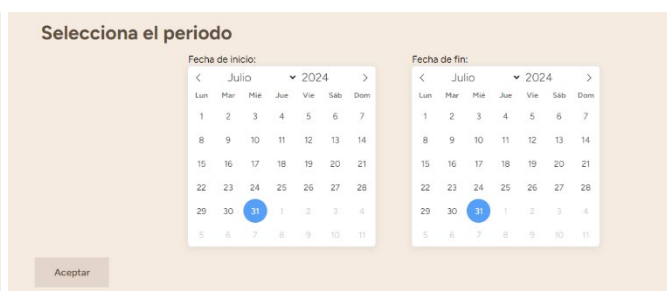 Selecciona el periodo
Fecha de inicio: Fecha de fin:
< Julio 2024 > < Julio 2024 >
Lun Mar Mié Jue Vie Sáb Dom Lun Mar Mié Jue Vie Sáb Dom
1 2 3 4 5 6 7 1 2 3 4 5 6 7
8 9 10 11 12 13 14 8 9 10 11 12 13 14
15 16 17 18 19 20 21 15 16 17 18 19 20 21
22 23 24 25 26 27 28 22 23 24 25 26 27 28
29 30 31 1 2 3 4 29 30 31 1 2 3 4
5 6 7 8 9 10 11 5 6 7 8 9 10 11
Aceptar